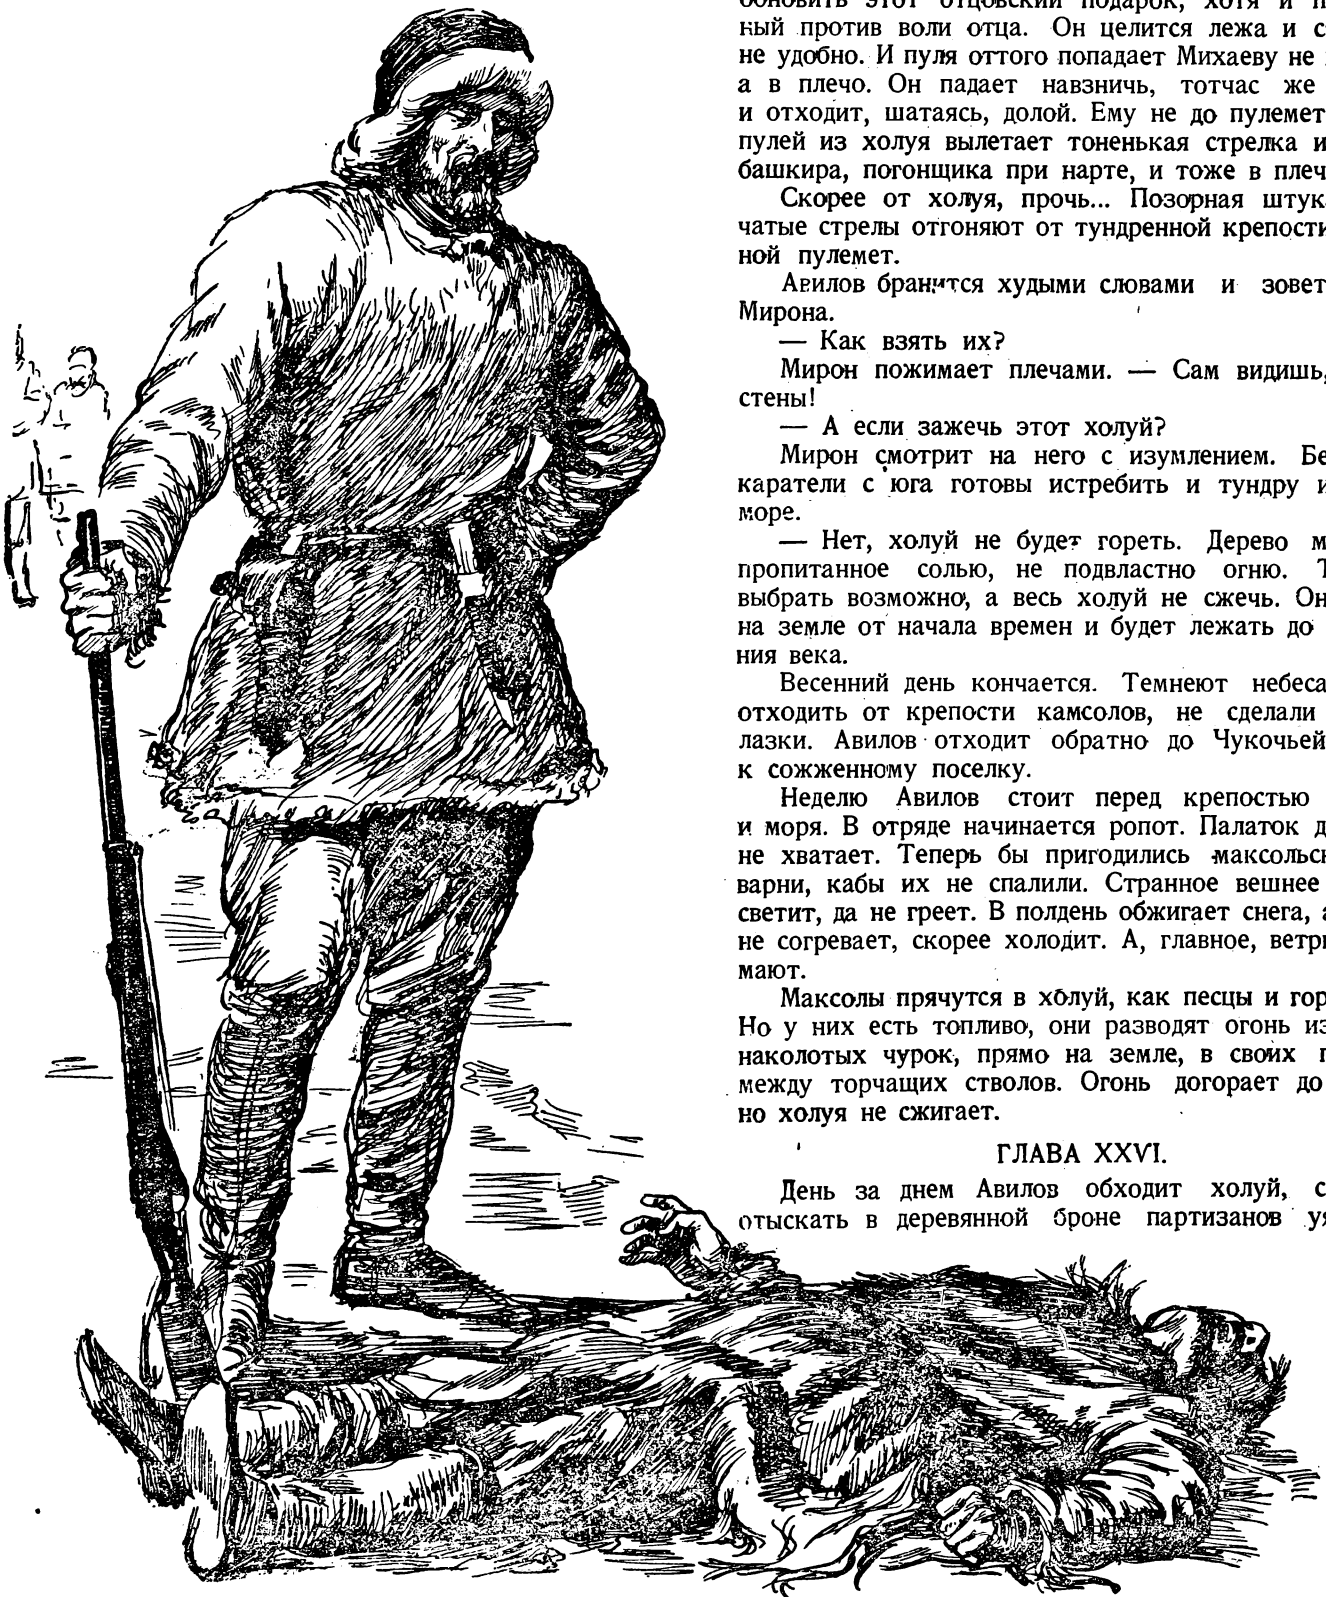 обновить этот отцовский подарок, хотя и
ный против воли отца. Он целится лежа и
не удобно. И пуля оттого попадает Михаеву не
а в плечо. Он падает навзничь, тотчас же
и отходит, шатаясь, долой. Ему не до пулемет
пулей из холуя вылетает тоненькая стрелка и
башкира, погонщика при нарте, и тоже в плеч
Скорее от холуя, прочь... Позорная штук
чатые стрелы отгоняют от тундренной крепости
ной пулемет.
Авилов бранится худыми словами и зовет
Мирона.
— Как взять их?
Мирон пожимает плечами. — Сам видишь,
стены!
— А если зажечь этот холуй?
Мирон смотрит на него с изумлением. Бе
каратели с юга готовы истребить и тундру и
море.
— Нет, холуй не будет гореть. Дерево м
пропитанное солью, не подвластно огню. Т
выбрать возможно, а весь холуй не сжечь. Он
на земле от начала времен и будет лежать до
ния века.
Весенний день кончается. Темнеют небеса
отходить от крепости камсолов, не сделали
лазки. Авилов отходит обратно до Чукочьей
к сожженному поселку.
Неделю Авилов стоит перед крепостью
и моря. В отряде начинается ропот. Палаток д
не хватает. Теперь бы пригодились максольск
варни, кабы их не спалили. Странное вешнее
светит, да не греет. В полдень обжигает снега, а
не согревает, скорее холодит. А, главное, ветр
мают.
Максолы прячутся в холуй, как песцы и гор
Но у них есть топливо, они разводят огонь из
наколотых чурок, прямо на земле, в своих п
между торчащих стволов. Огонь догорает до
но холуя не сжигает.
ГЛАВА XXVI.
День за днем Авилов обходит холуй, с
отыскать в деревянной броне партизанов уя